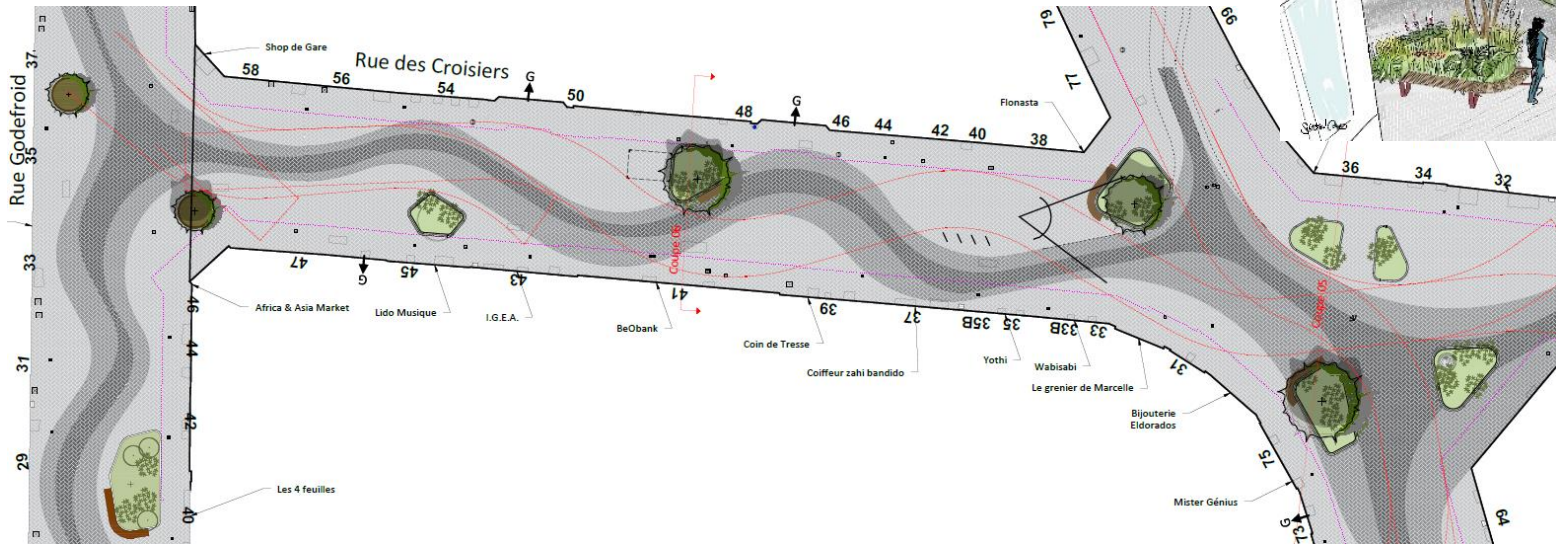 Rue Godefroid
37
35
33
31
29
Shop de Gare
58
56
Rue des Croisiers
54
G
50
48
G
46
44
42
40
38
Flonasta
79
77
99
36
34
32
47
G
45
43
41
39
37
35B
35
33B
33
31
Coupe 06
Coupe 05
46
44
42
40
Africa & Asia Market
Lido Musique
I.G.E.A.
BeObank
Coin de Tresse
Coiffeur zahi bandido
Yothi
Wabisabi
Le grenier de Marcelle
Bijouterie
Eldorados
75
Mister Génius
G
73
64
Les 4 feuilles